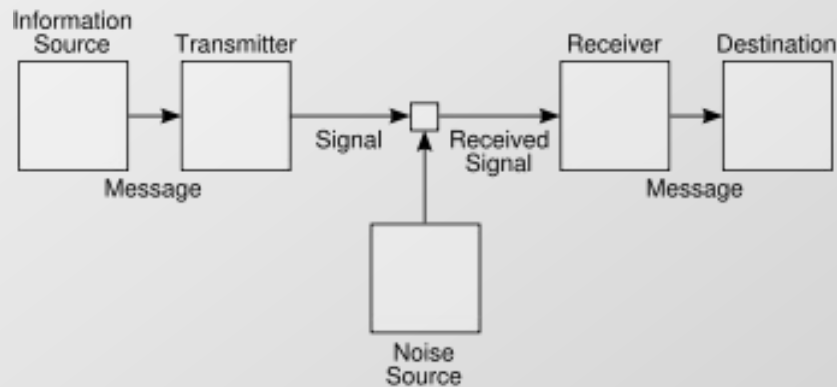 Information
Source
Transmitter
Receiver
Destination
Signal
Received
Signal
Message
Message
Noise
Source